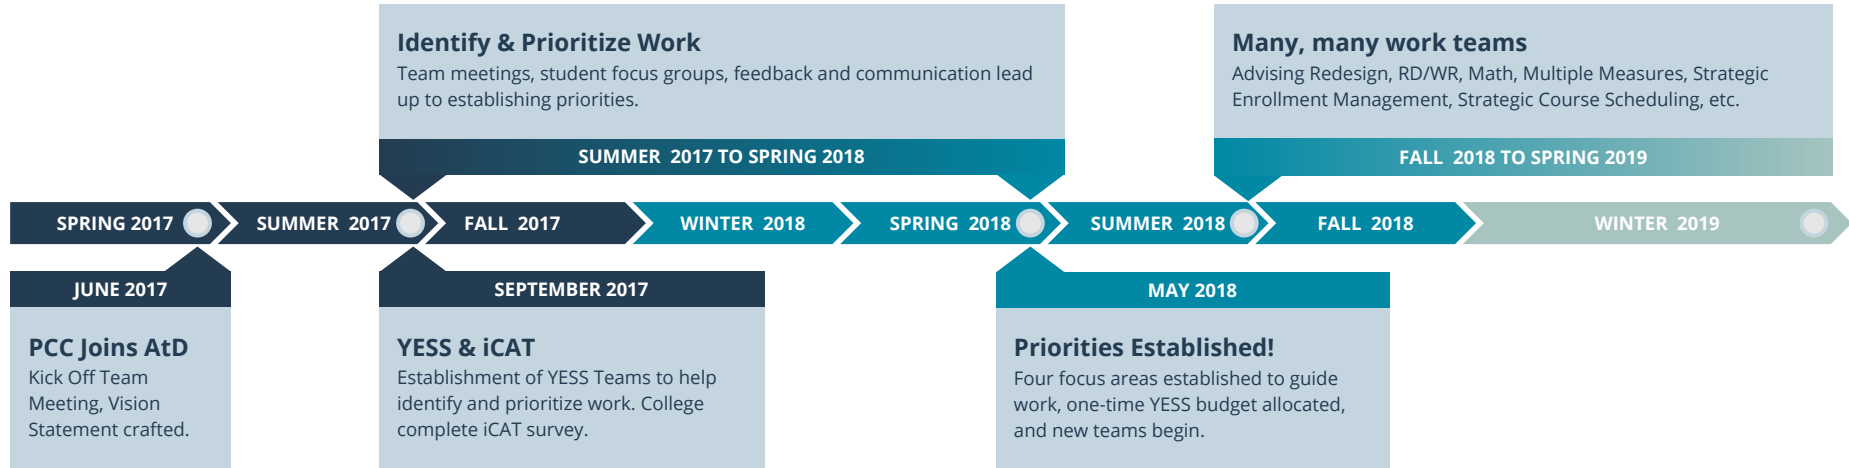 Identify & Prioritize Work
Team meetings, student focus groups, feedback and communication lead
up to establishing priorities.
SUMMER 2017 TO SPRING 2018
Many, many work teams
Advising Redesign, RD/WR, Math, Multiple Measures, Strategic
Enrollment Management, Strategic Course Scheduling, etc.
FALL 2018 TO SPRING 2019
SPRING 2017
SUMMER 2017
FALL 2017
WINTER 2018
SPRING 2018
SUMMER 2018
FALL 2018
WINTER 2019
JUNE 2017
PCC Joins AtD
Kick Off Team
Meeting, Vision
Statement crafted.
SEPTEMBER 2017
YESS & iCAT
Establishment of YESS Teams to help
identify and prioritize work. College
complete iCAT survey.
MAY 2018
Priorities Established!
Four focus areas established to guide
work, one-time YESS budget allocated,
and new teams begin.